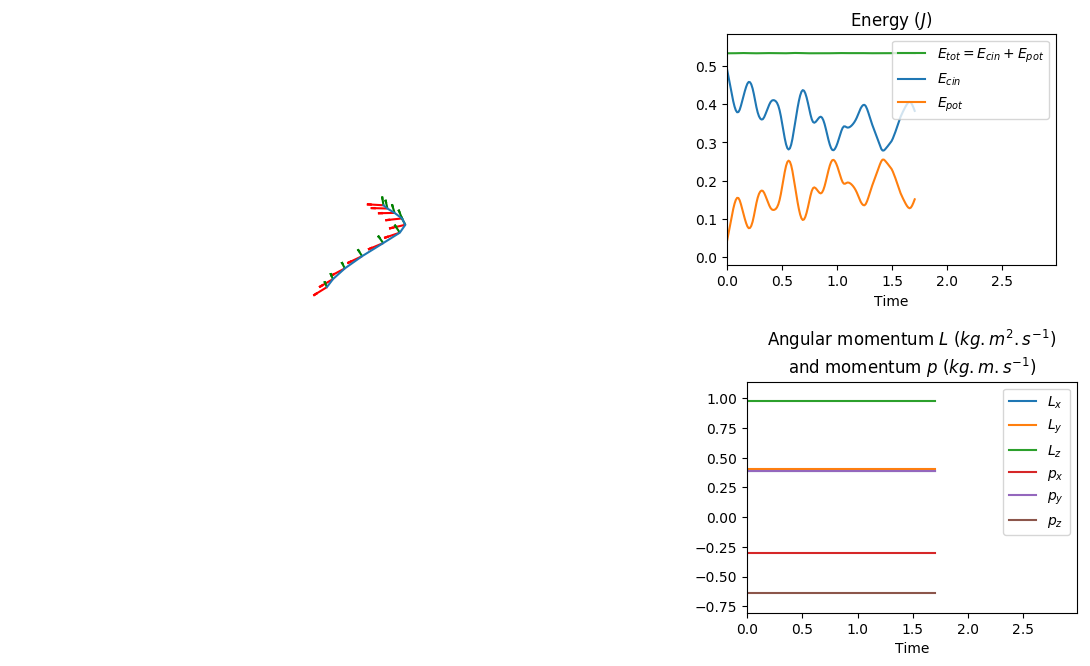 Energy (J)
E_tot = E_cin + E_pot
E_cin
E_pot
0.5
0.4
0.3
0.2
0.1
0.0
0.0 0.5 1.0 1.5 2.0 2.5
Time
Angular momentum L (kg.m².s⁻¹)
and momentum p (kg.m.s⁻¹)
L_x
L_y
L_z
p_x
p_y
p_z
1.00
0.75
0.50
0.25
0.00
−0.25
−0.50
−0.75
0.0 0.5 1.0 1.5 2.0 2.5
Time